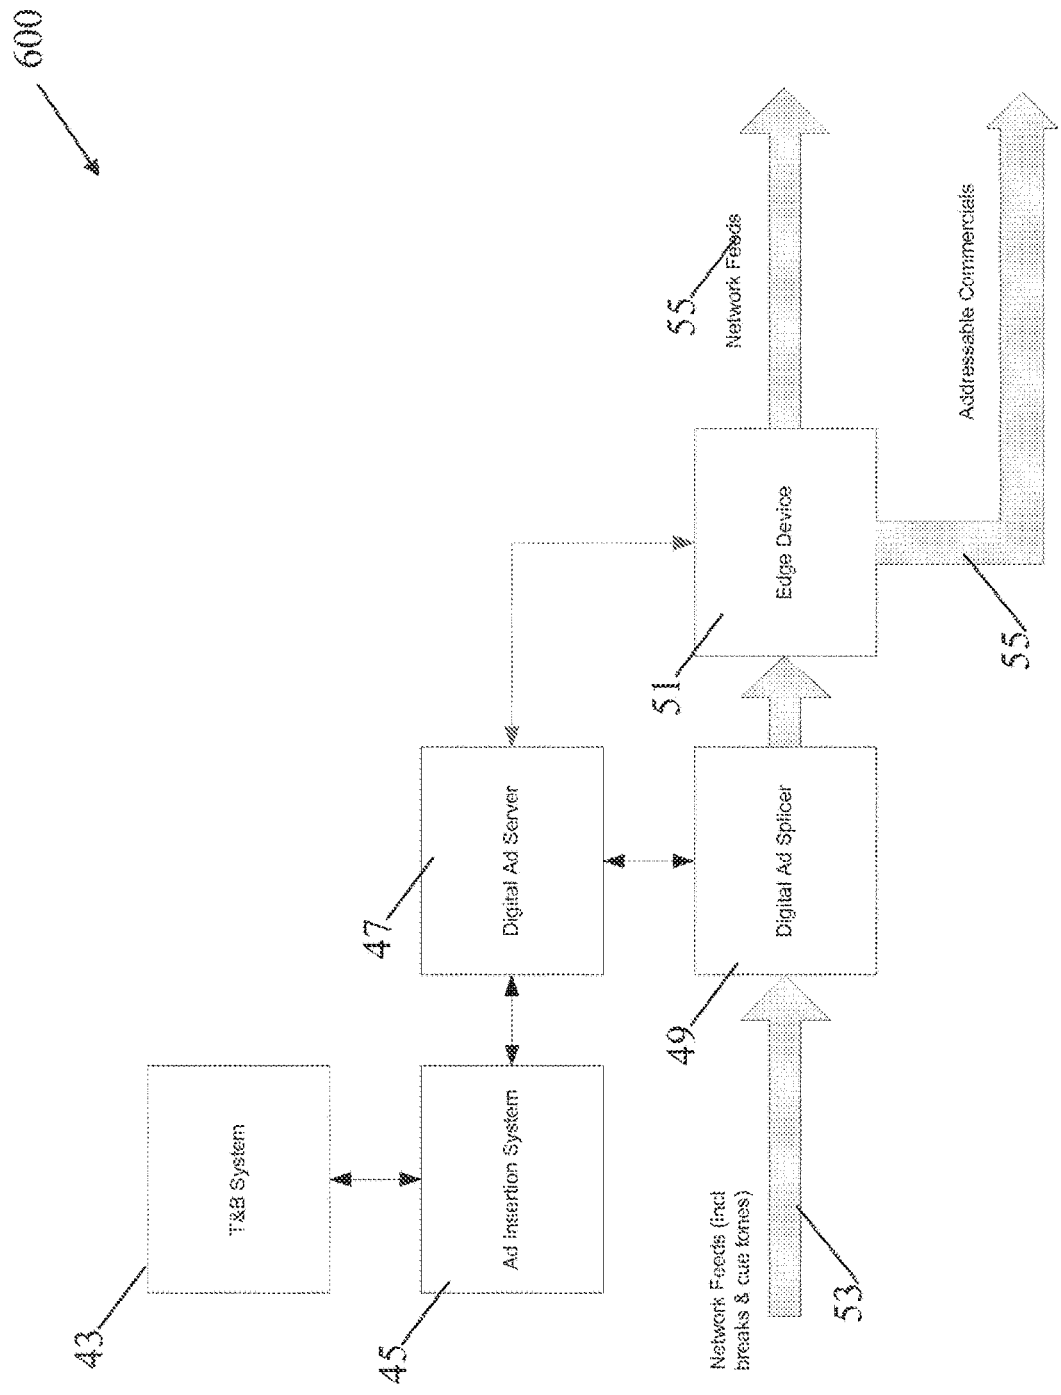 600
43
T&B System
45
Ad Insertion System
47
Digital Ad Server
49
Digital Ad Splicer
51
Edge Device
53
Network Feeds (incl
breaks & cue tones)
55
Network Feeds
55
Addressable Commercials